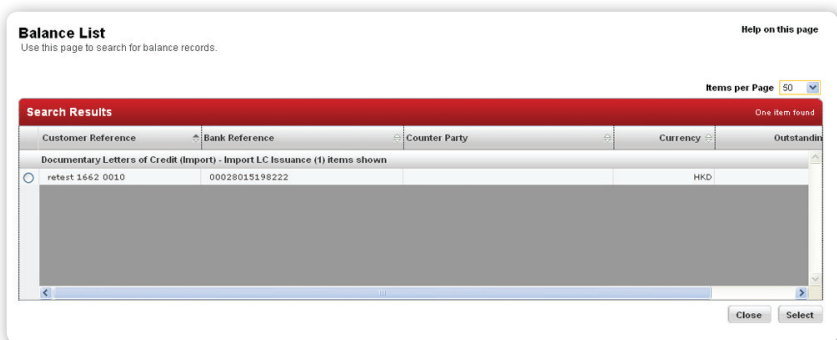 Balance List
Help on this page
Use this page to search for balance records.
Items per Page 50
Search Results
One item found
Customer Reference Bank Reference Counter Party Currency Outstandin
Documentary Letters of Credit (Import) - Import LC Issuance (1) items shown
retest 1662 0010 00028015198222 HKD
Close Select